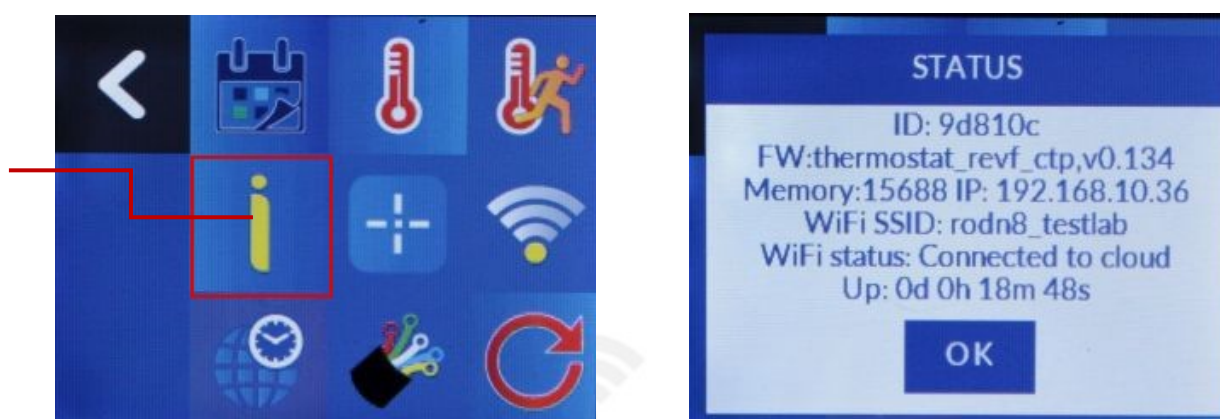 STATUS
ID: 9d810c
FW:thermostat_revf_ctp,v0.134
Memory:15688 IP: 192.168.10.36
WiFi SSID: rodn8_testlab
WiFi status: Connected to cloud
Up: 0d 0h 18m 48s
OK